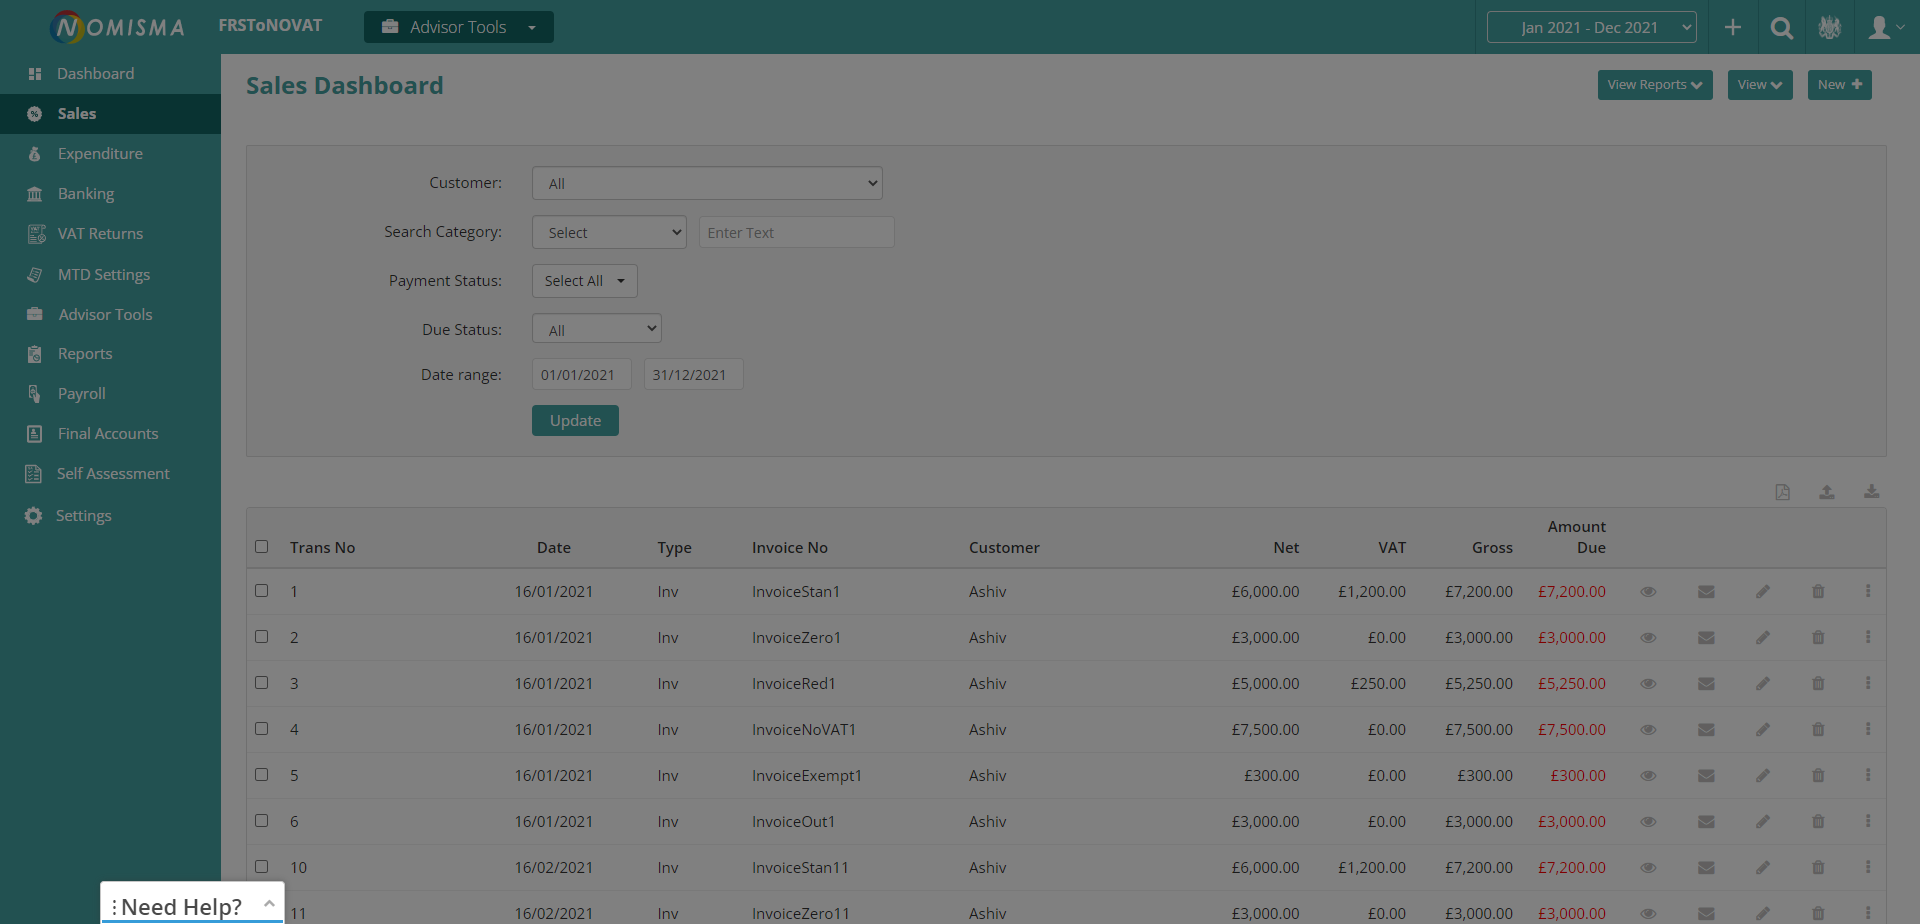 NOMISMA FRSToNOVAT Advisor Tools Jan 2021 - Dec 2021
Dashboard
Sales
Expenditure
Banking
VAT Returns
MTD Settings
Advisor Tools
Reports
Payroll
Final Accounts
Self Assessment
Settings
Sales Dashboard View Reports View New
Customer: All
Search Category: Select Enter Text
Payment Status: Select All
Due Status: All
Date range: 01/01/2021 31/12/2021
Update
Trans No Date Type Invoice No Customer Net VAT Gross Amount Due
1 16/01/2021 Inv InvoiceStan1 Ashiv £6,000.00 £1,200.00 £7,200.00 £7,200.00
2 16/01/2021 Inv InvoiceZero1 Ashiv £3,000.00 £0.00 £3,000.00 £3,000.00
3 16/01/2021 Inv InvoiceRed1 Ashiv £5,000.00 £250.00 £5,250.00 £5,250.00
4 16/01/2021 Inv InvoiceNoVAT1 Ashiv £7,500.00 £0.00 £7,500.00 £7,500.00
5 16/01/2021 Inv InvoiceExempt1 Ashiv £300.00 £0.00 £300.00 £300.00
6 16/01/2021 Inv InvoiceOut1 Ashiv £3,000.00 £0.00 £3,000.00 £3,000.00
10 16/02/2021 Inv InvoiceStan11 Ashiv £6,000.00 £1,200.00 £7,200.00 £7,200.00
11 16/02/2021 Inv InvoiceZero11 Ashiv £3,000.00 £0.00 £3,000.00 £3,000.00
Need Help?